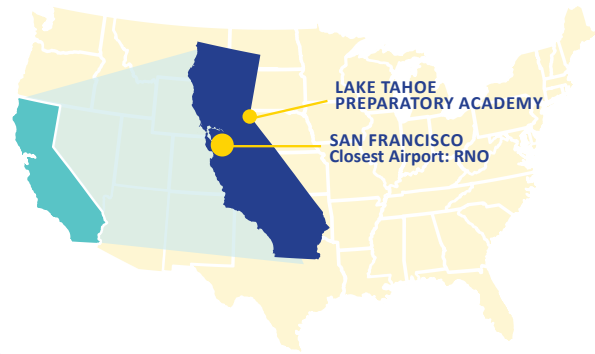 LAKE TAHOE
PREPARATORY ACADEMY
SAN FRANCISCO
Closest Airport: RNO